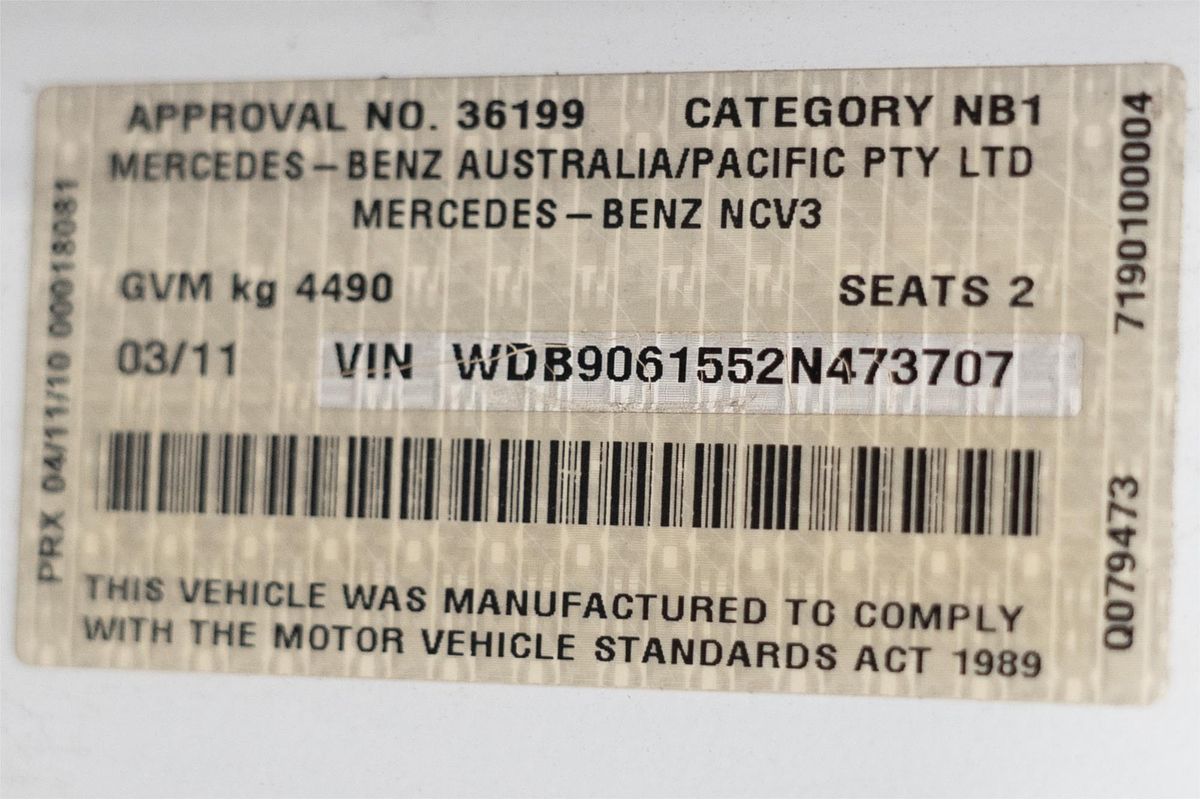 APPROVAL NO. 36199 CATEGORY NB1
MERCEDES-BENZ AUSTRALIA/PACIFIC PTY LTD
MERCEDES-BENZ NCV3
GVM kg 4490 SEATS 2
03/11 VIN WDB9061552N473707
THIS VEHICLE WAS MANUFACTURED TO COMPLY
WITH THE MOTOR VEHICLE STANDARDS ACT 1989
PRX 04/11/10 00018081
719010000004
Q079473